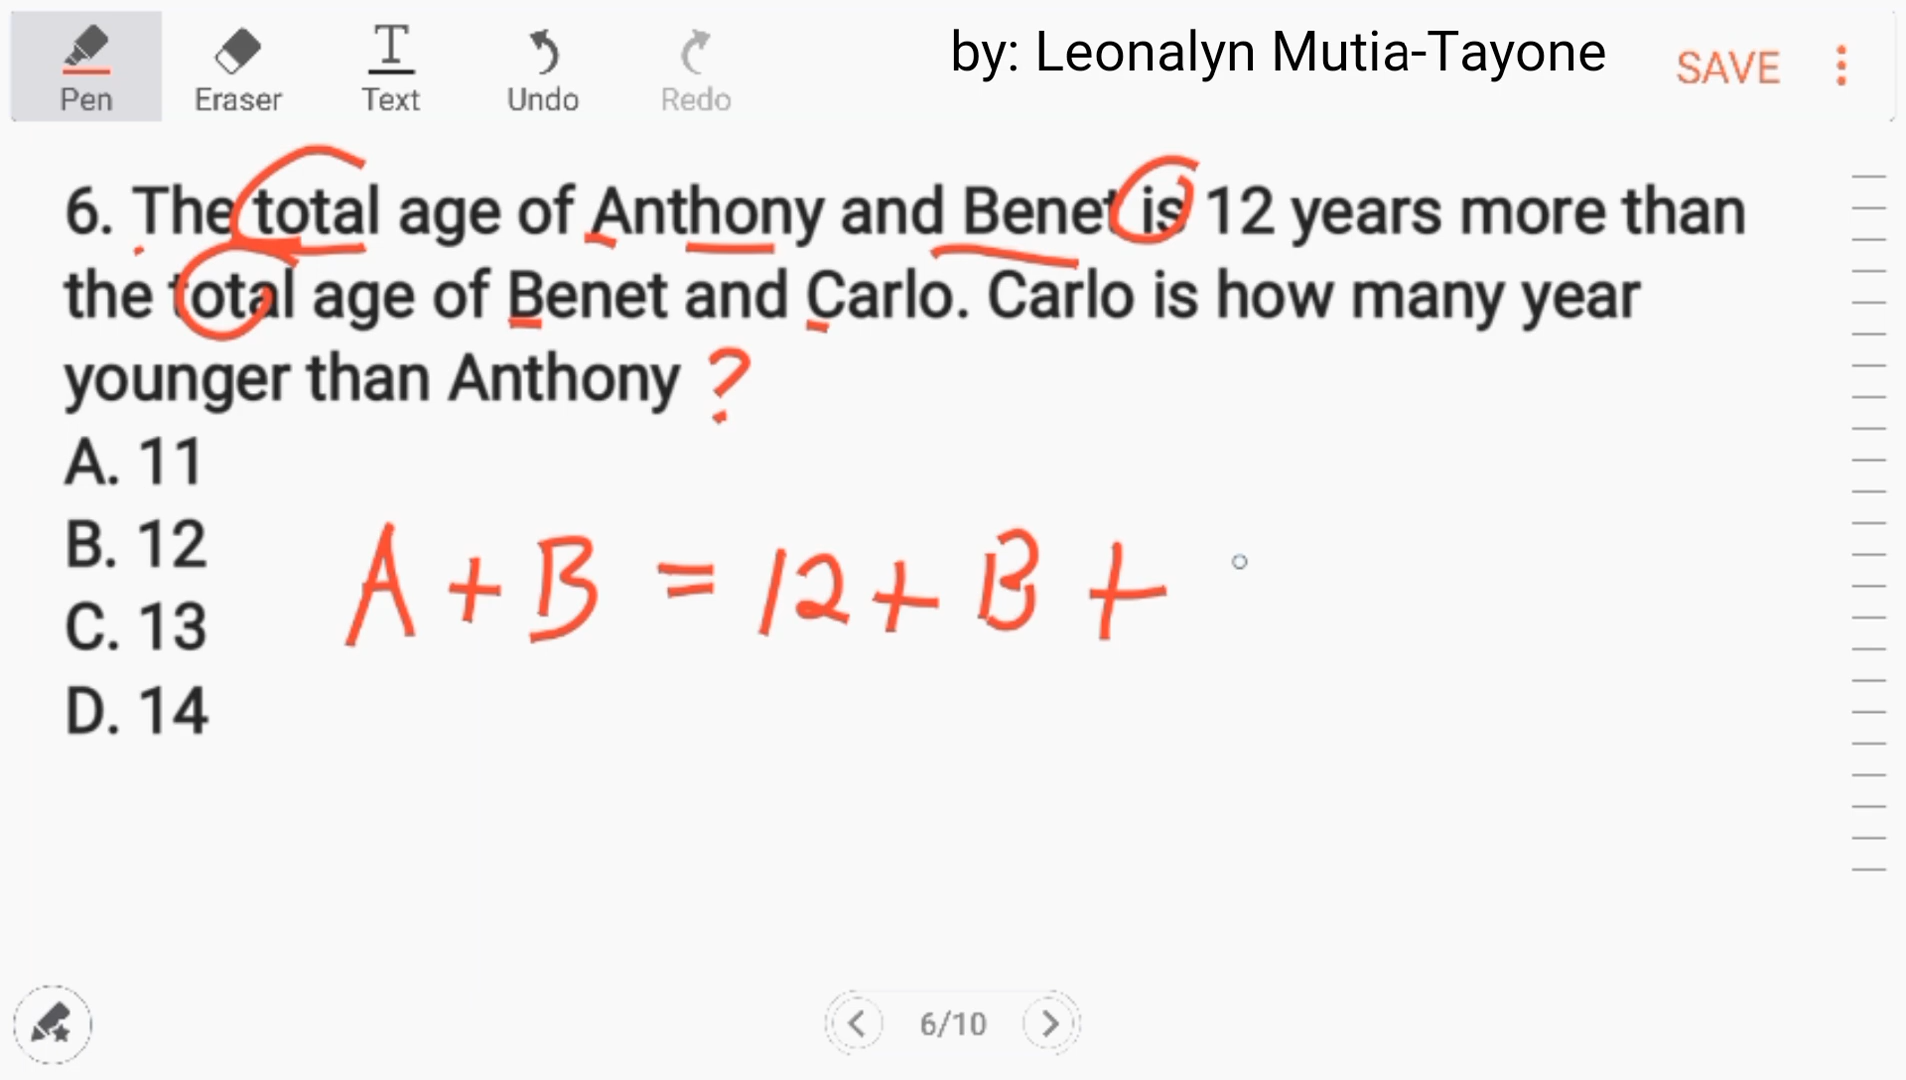 Pen Eraser Text Undo Redo by: Leonalyn Mutia-Tayone SAVE
6. The total age of Anthony and Benet is 12 years more than
the total age of Benet and Carlo. Carlo is how many year
younger than Anthony ?
A. 11
B. 12
C. 13
D. 14
A + B = 12 + B +
6/10